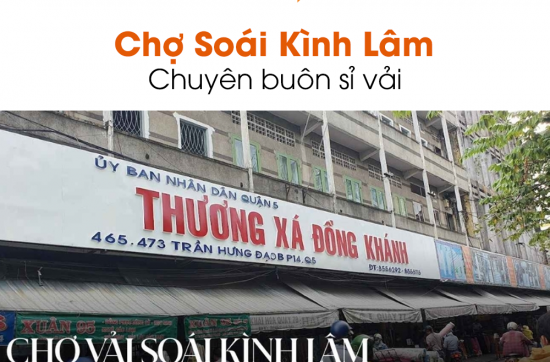 Chợ Soái Kình Lâm
Chuyên buôn sỉ vải
ỦY BAN NHÂN DÂN QUẬN 5
THƯƠNG XÁ ĐỒNG KHÁNH
465-473 TRẦN HƯNG ĐẠO B P14, Q5
XUÂN
CHỢ VẢI SOÁI KÌNH LÂM